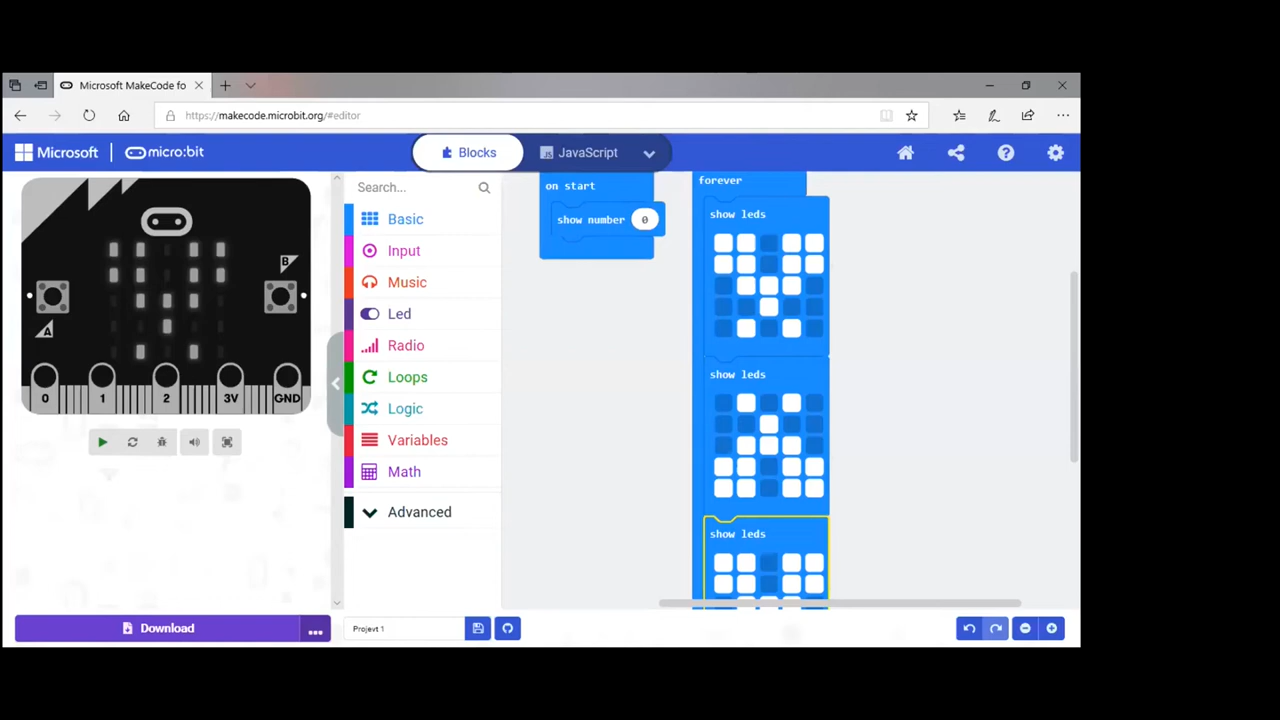 Microsoft MakeCode fo
https://makecode.microbit.org/#editor
Microsoft
micro:bit
Blocks
JavaScript
B
A
0
1
2
3V
GND
Search...
Basic
Input
Music
Led
Radio
Loops
Logic
Variables
Math
Advanced
on start
show number 0
forever
show leds
show leds
show leds
Download
...
Projevt 1